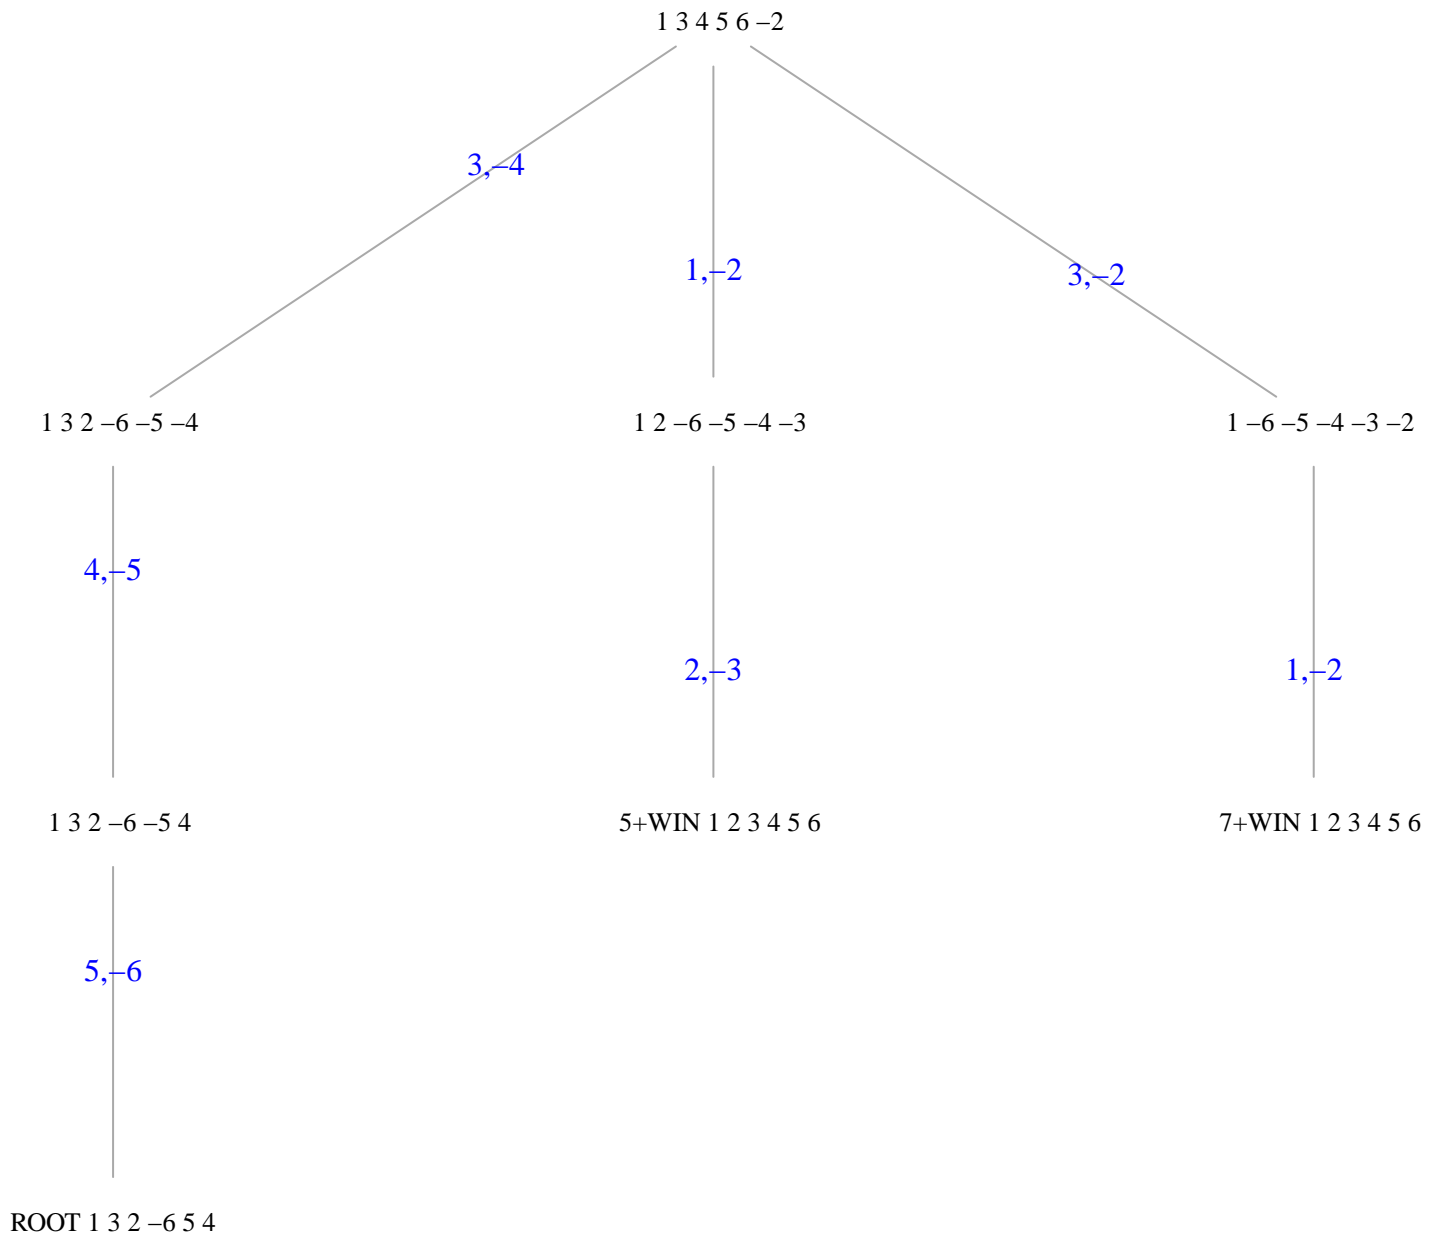 1 3 4 5 6 –2
3,–4
1,–2
3,–2
1 3 2 –6 –5 –4
1 2 –6 –5 –4 –3
1 –6 –5 –4 –3 –2
4,–5
2,–3
1,–2
1 3 2 –6 –5 4
5+WIN 1 2 3 4 5 6
7+WIN 1 2 3 4 5 6
5,–6
ROOT 1 3 2 –6 5 4